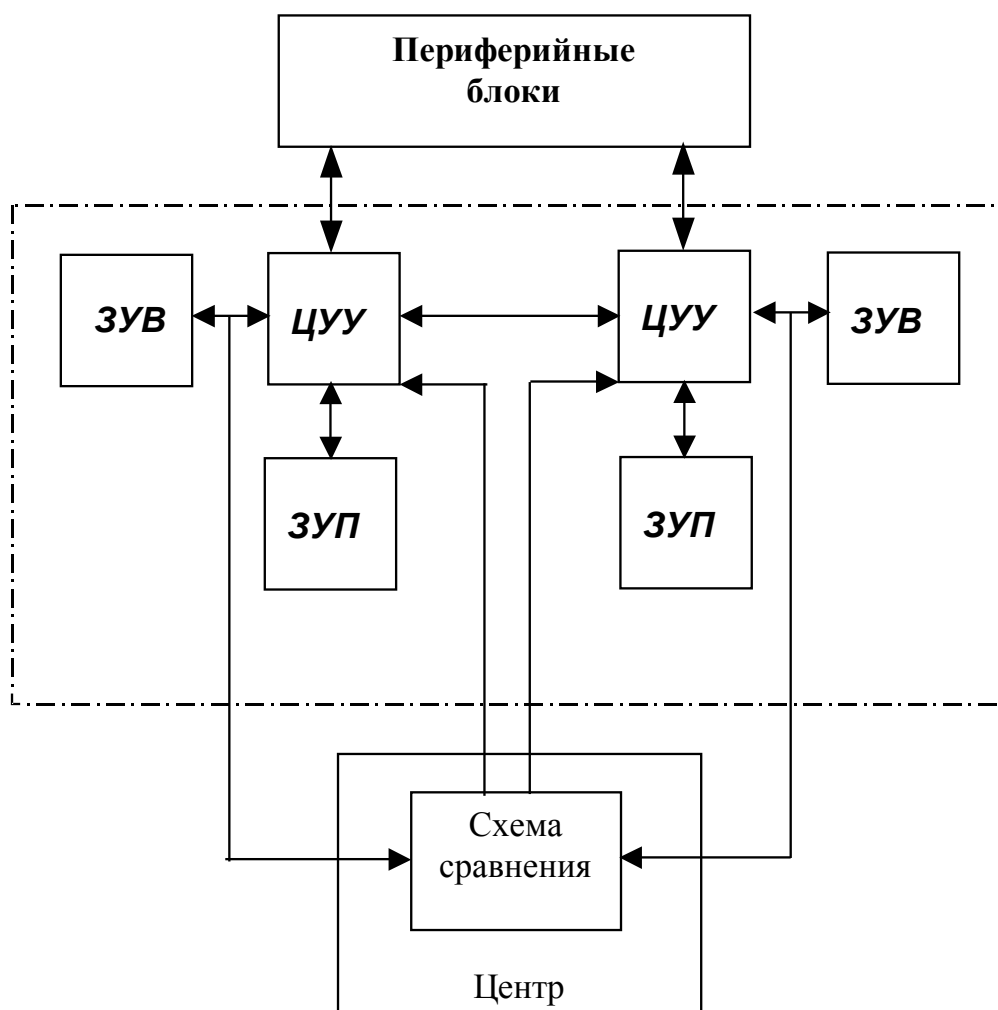 Периферийные
блоки
ЗУВ
ЦУУ
ЦУУ
ЗУВ
ЗУП
ЗУП
Схема
сравнения
Центр